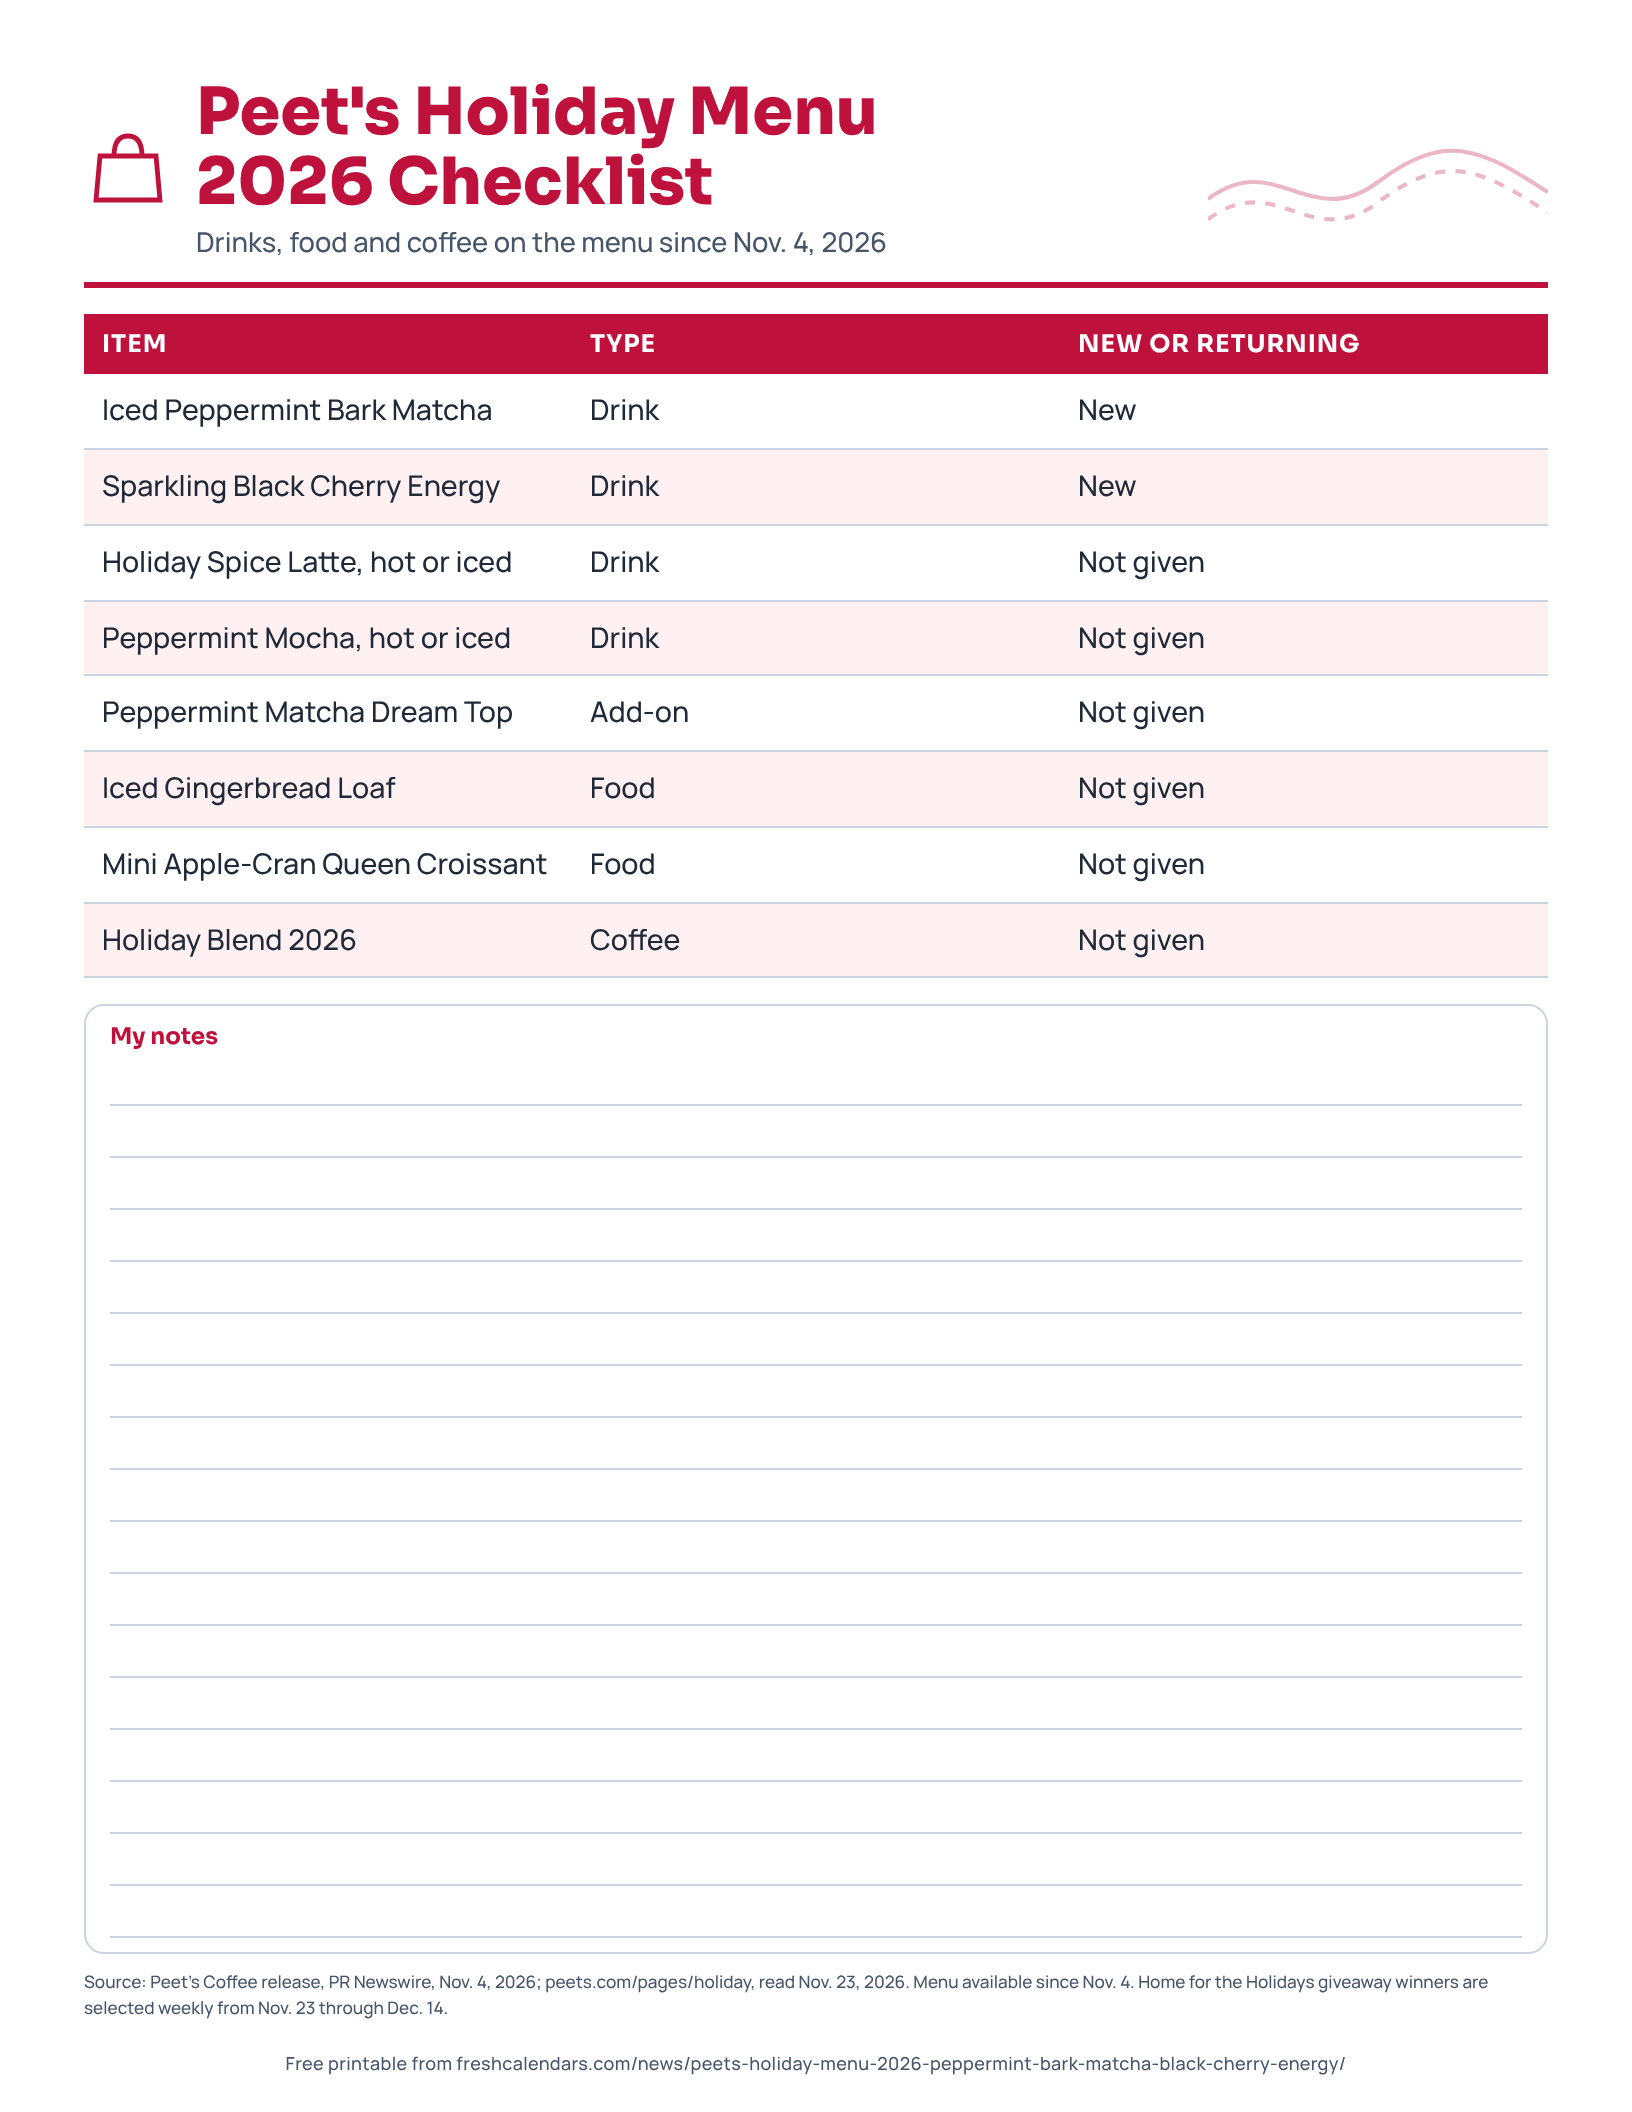 Peet's Holiday Menu
2026 Checklist
Drinks, food and coffee on the menu since Nov. 4, 2026
ITEM TYPE NEW OR RETURNING
Iced Peppermint Bark Matcha Drink New
Sparkling Black Cherry Energy Drink New
Holiday Spice Latte, hot or iced Drink Not given
Peppermint Mocha, hot or iced Drink Not given
Peppermint Matcha Dream Top Add-on Not given
Iced Gingerbread Loaf Food Not given
Mini Apple-Cran Queen Croissant Food Not given
Holiday Blend 2026 Coffee Not given
My notes
Source: Peet's Coffee release, PR Newswire, Nov. 4, 2026; peets.com/pages/holiday, read Nov. 23, 2026. Menu available since Nov. 4. Home for the Holidays giveaway winners are
selected weekly from Nov. 23 through Dec. 14.
Free printable from freshcalendars.com/news/peets-holiday-menu-2026-peppermint-bark-matcha-black-cherry-energy/